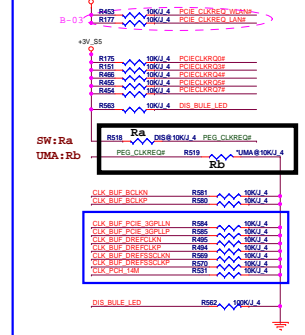 R453 10K/J_4 PCIE_CLKREQ_WLAN#
B-03 R177 10K/J_4 PCIE_CLKREQ_LAN#
+3V_S5
R175 10K/J_4 PCIECLKRQ0#
R151 10K/J_4 PCIECLKRQ3#
R466 10K/J_4 PCIECLKRQ4#
R455 10K/J_4 PCIECLKRQ5#
R454 10K/J_4 PCIECLKRQ7#
R563 10K/J_4 DIS_BULE_LED
Ra
SW:Ra R518 DIS@10K/J_4 PEG_CLKREQ#
UMA:Rb PEG_CLKREQ# R519 *UMA@10K/J_4
Rb
CLK_BUF_BCLKN R581 10K/J_4
CLK_BUF_BCLKP R580 10K/J_4
CLK_BUF_PCIE_3GPLLN R584 10K/J_4
CLK_BUF_PCIE_3GPLLP R585 10K/J_4
CLK_BUF_DREFCLKN R495 10K/J_4
CLK_BUF_DREFCLKP R494 10K/J_4
CLK_BUF_DREFSSCLKN R569 10K/J_4
CLK_BUF_DREFSSCLKP R570 10K/J_4
CLK_PCH_14M R531 10K/J_4
DIS_BULE_LED R562 100K/J_4